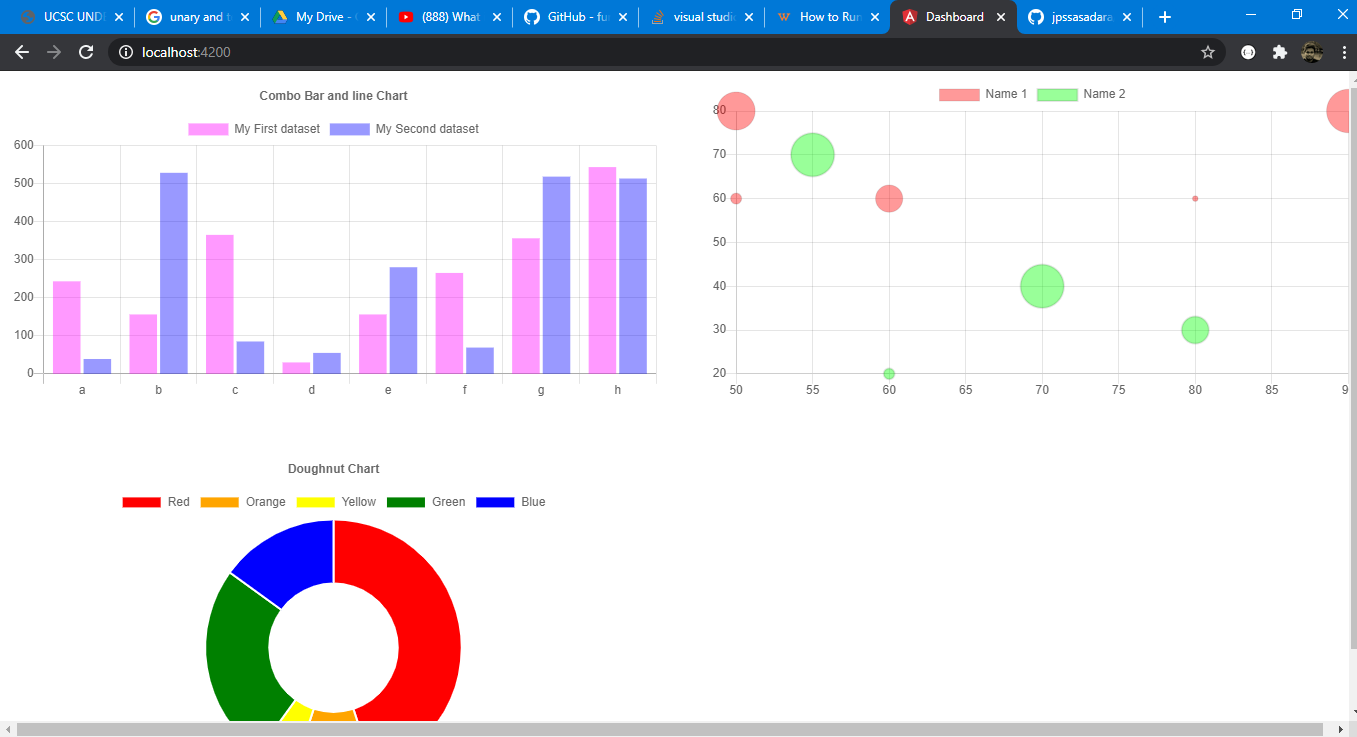 UCSC UNDE
unary and t
My Drive -
(888) What
GitHub - fu
visual studi
How to Run
Dashboard
jpssasadara
localhost:4200
Combo Bar and line Chart
My First dataset My Second dataset
600
500
400
300
200
100
0
a b c d e f g h
Name 1 Name 2
80
70
60
50
40
30
20
50 55 60 65 70 75 80 85 9
Doughnut Chart
Red Orange Yellow Green Blue